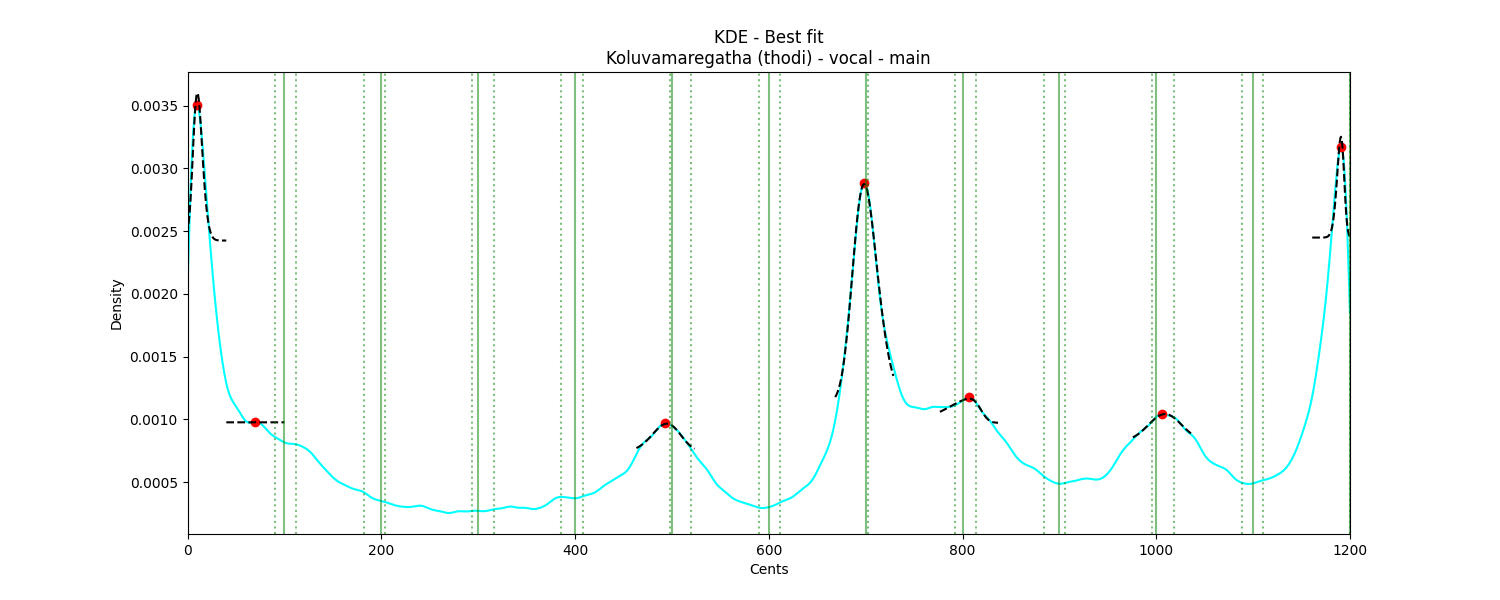 KDE - Best fit
Koluvamaregatha (thodi) - vocal - main
Density
0.0035
0.0030
0.0025
0.0020
0.0015
0.0010
0.0005
0 200 400 600 800 1000 1200
Cents